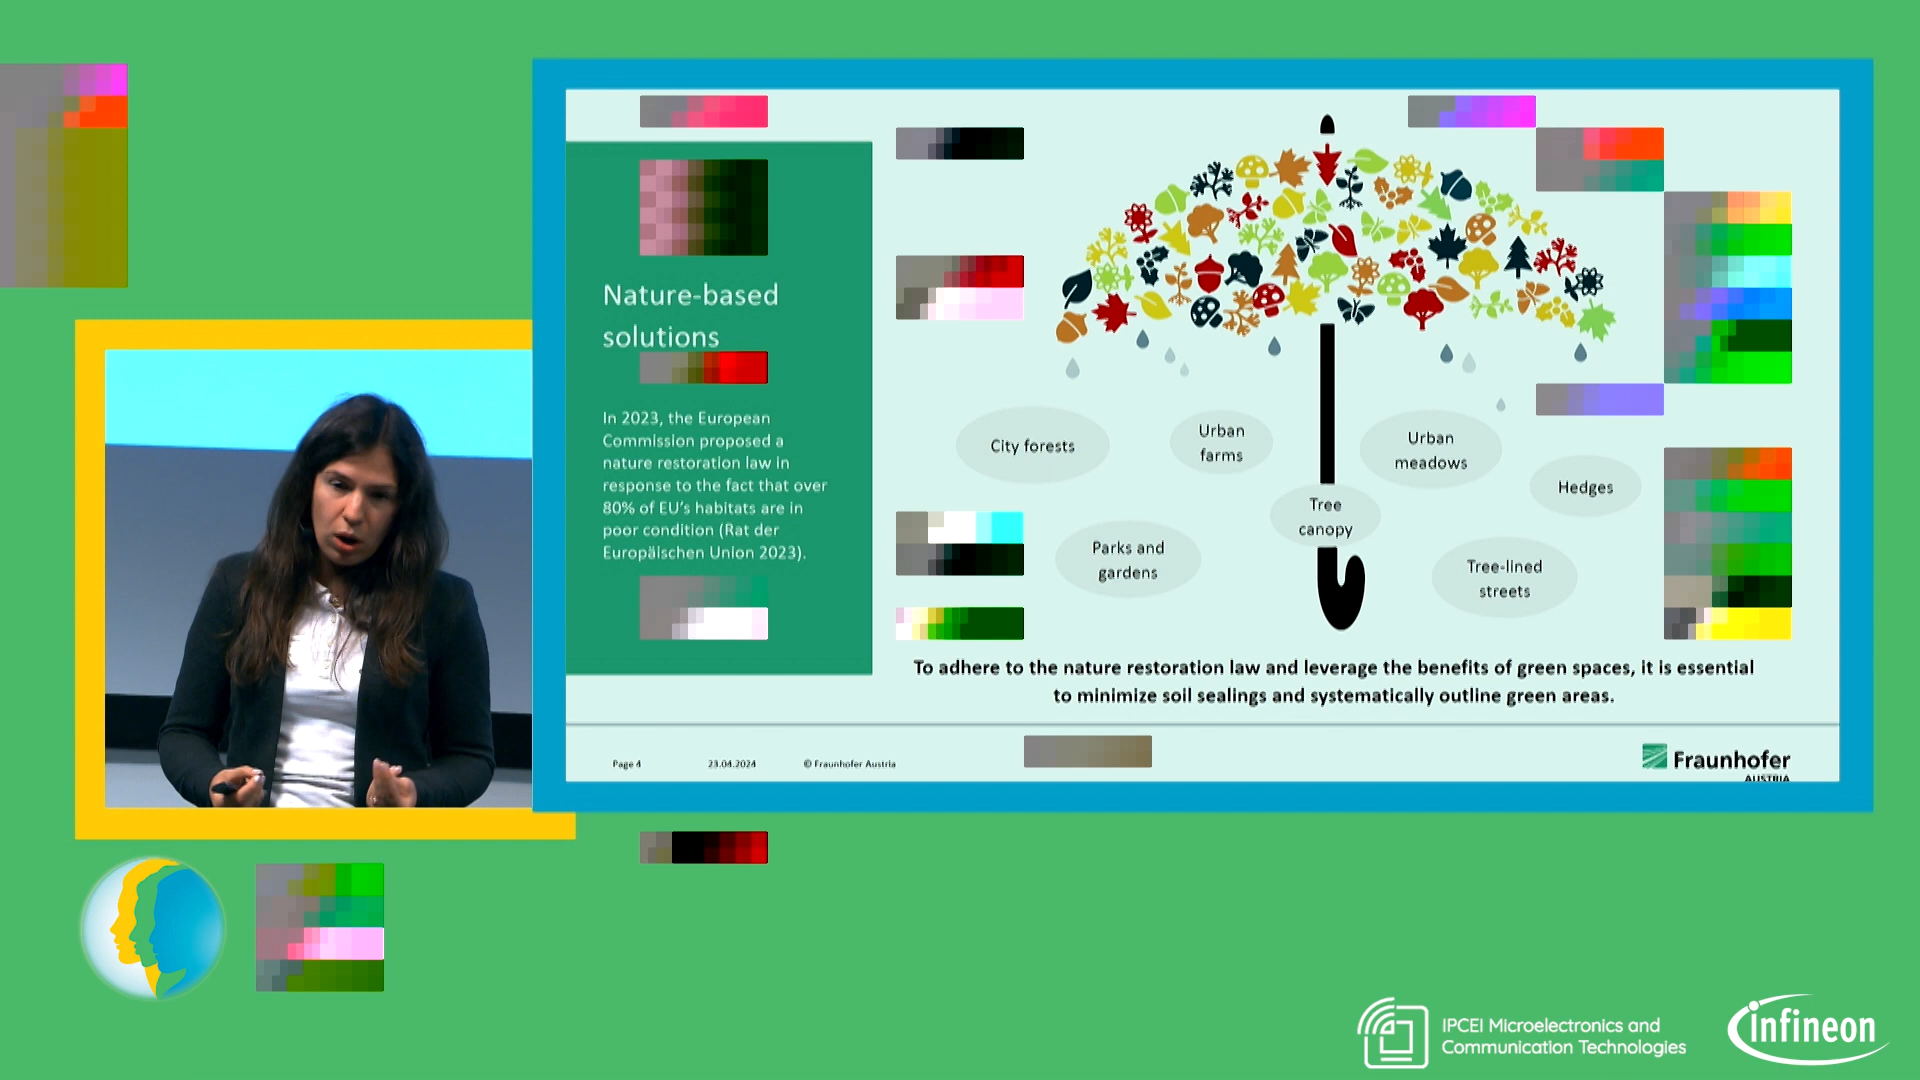 Nature-based
solutions
In 2023, the European
Commission proposed a
nature restoration law in
response to the fact that over
80% of EU's habitats are in
poor condition (Rat der
Europäischen Union 2023).
City forests
Urban
farms
Urban
meadows
Hedges
Tree
canopy
Parks and
gardens
Tree-lined
streets
To adhere to the nature restoration law and leverage the benefits of green spaces, it is essential
to minimize soil sealings and systematically outline green areas.
Page 4
23.04.2024
© Fraunhofer Austria
Fraunhofer
AUSTRIA
IPCEI Microelectronics and
Communication Technologies
infineon